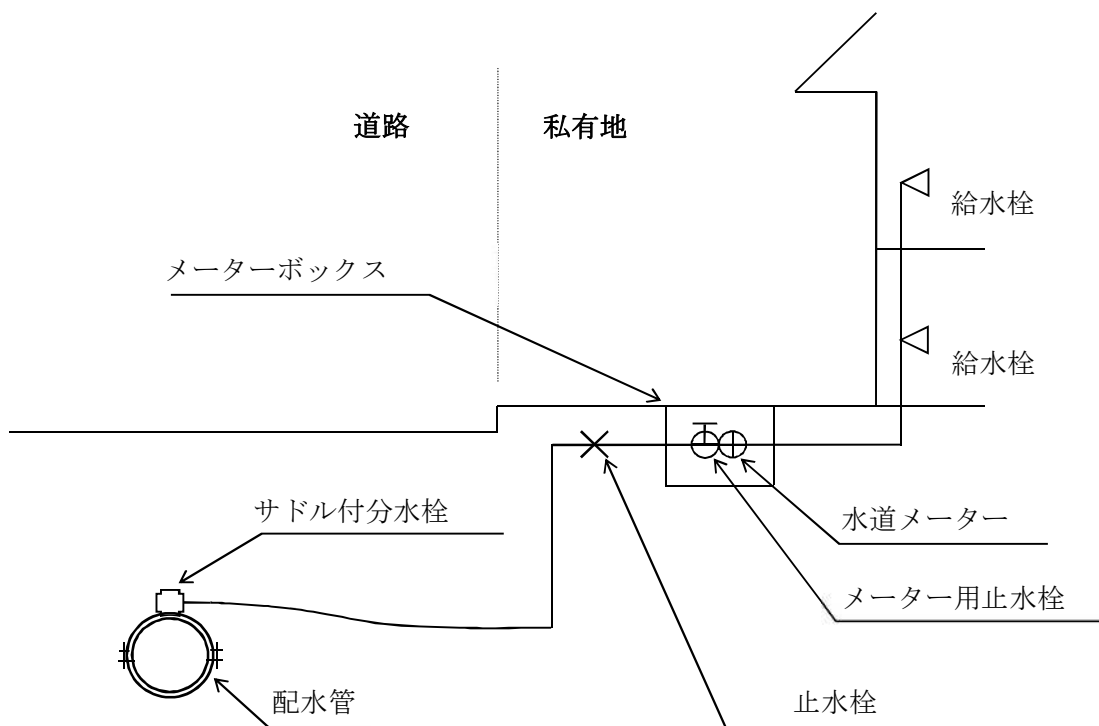 道路
私有地
給水栓
メーターボックス
給水栓
サドル付分水栓
水道メーター
メーター用止水栓
配水管
止水栓